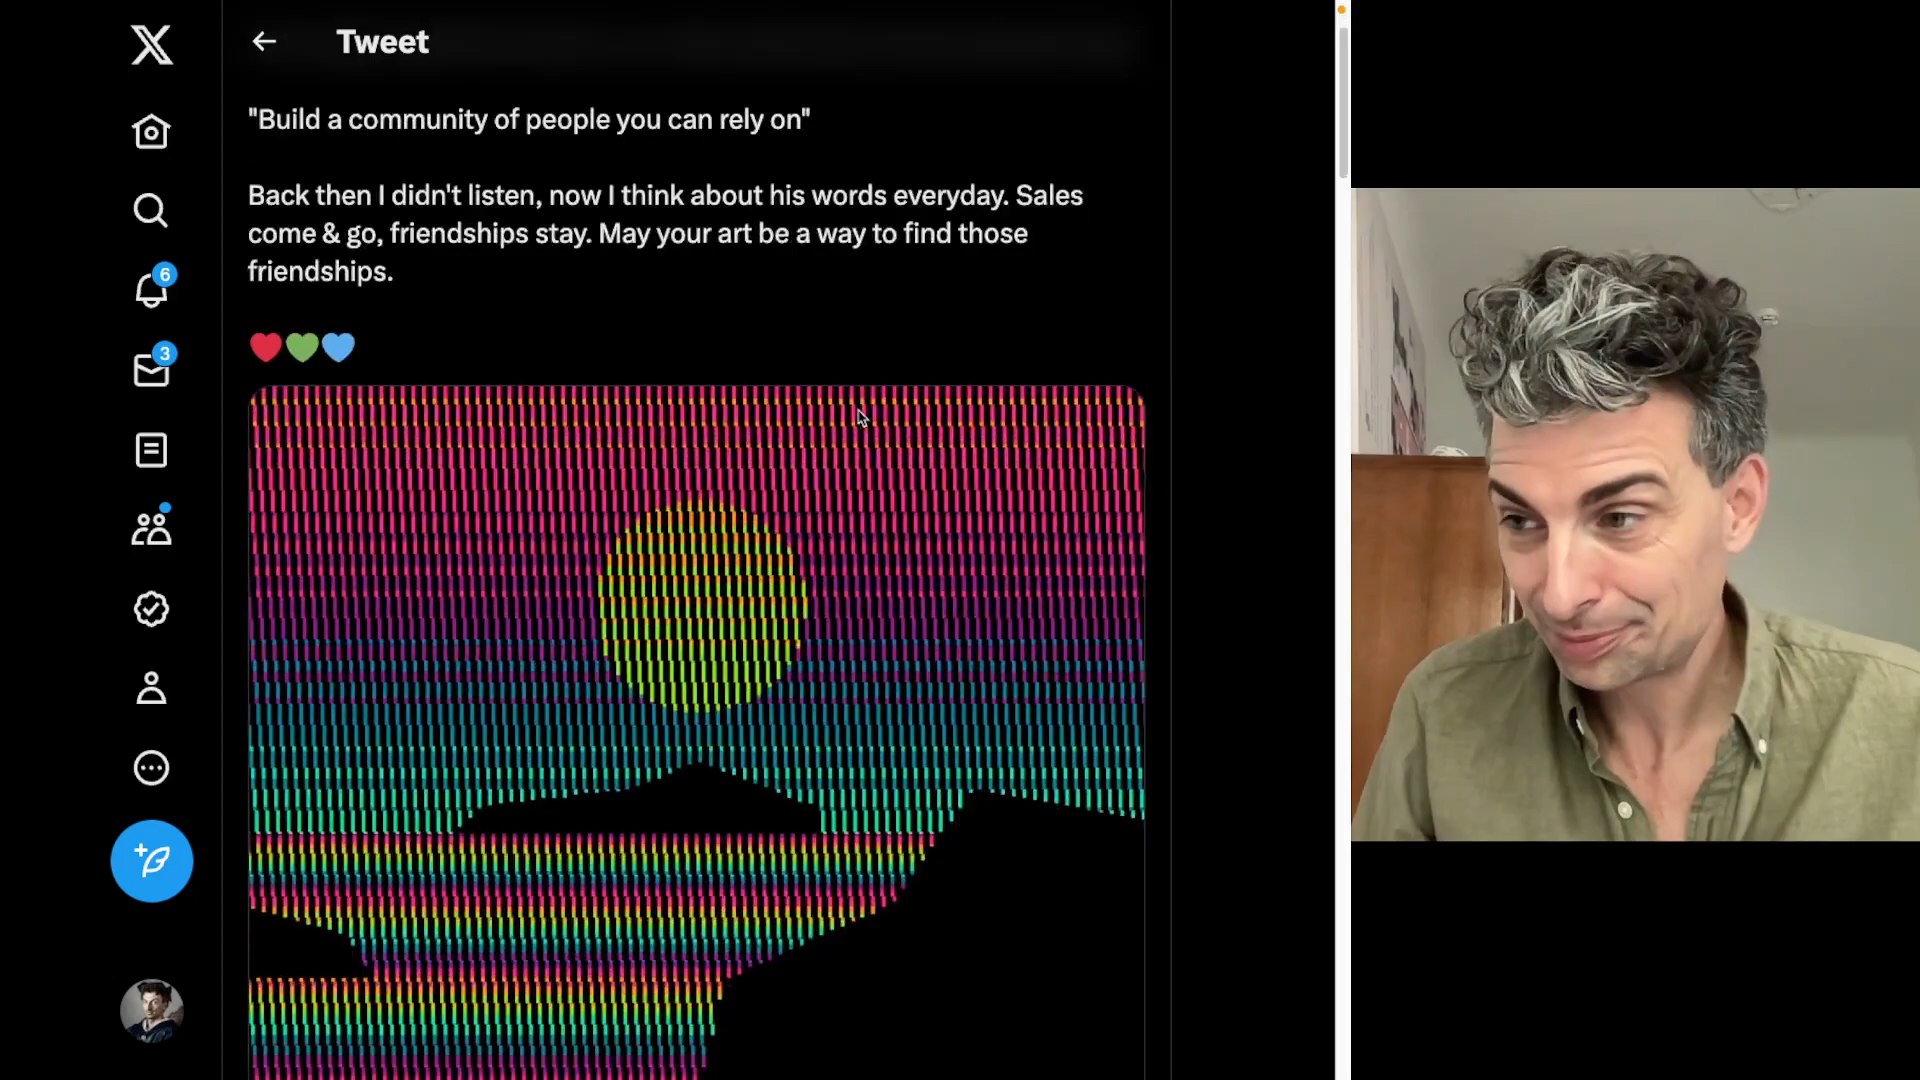 Tweet
"Build a community of people you can rely on"
Back then I didn't listen, now I think about his words everyday. Sales
come & go, friendships stay. May your art be a way to find those
friendships.
6
3